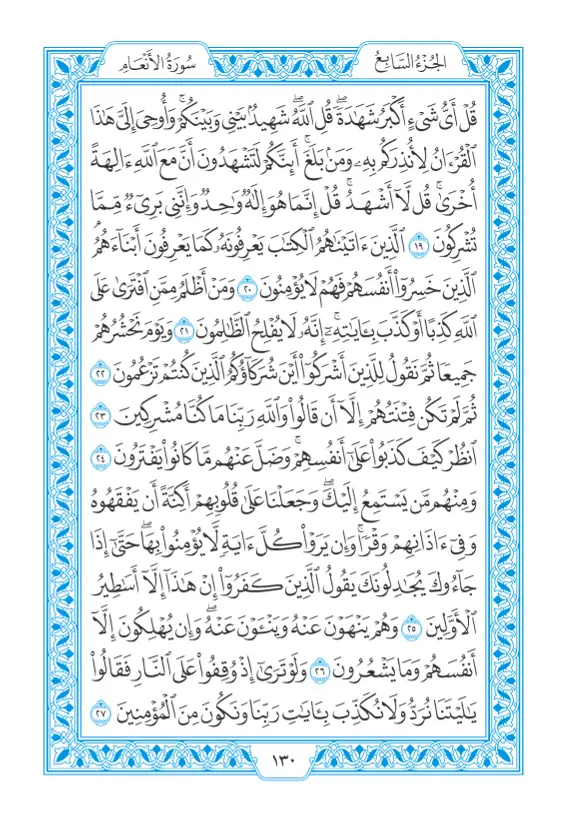 الجُزْءُ السَّابِعُ
سُورَةُ الأَنْعَامِ
قُلْ أَىُّ شَىْءٍ أَكْبَرُ شَهَٰدَةًۖ قُلِ ٱللَّهُۖ شَهِيدُۢ بَيْنِى وَبَيْنَكُمْۚ وَأُوحِىَ إِلَىَّ هَٰذَا
ٱلْقُرْءَانُ لِأُنذِرَكُم بِهِۦ وَمَنۢ بَلَغَۚ أَئِنَّكُمْ لَتَشْهَدُونَ أَنَّ مَعَ ٱللَّهِ ءَالِهَةً
أُخْرَىٰۚ قُل لَّآ أَشْهَدُۚ قُلْ إِنَّمَا هُوَ إِلَٰهٌ وَٰحِدٌ وَإِنَّنِى بَرِىٓءٌ مِّمَّا
تُشْرِكُونَ ١٩ ٱلَّذِينَ ءَاتَيْنَٰهُمُ ٱلْكِتَٰبَ يَعْرِفُونَهُۥ كَمَا يَعْرِفُونَ أَبْنَآءَهُمُ
ٱلَّذِينَ خَسِرُوٓا۟ أَنفُسَهُمْ فَهُمْ لَا يُؤْمِنُونَ ٢٠ وَمَنْ أَظْلَمُ مِمَّنِ ٱفْتَرَىٰ عَلَى
ٱللَّهِ كَذِبًا أَوْ كَذَّبَ بِـَٔايَٰتِهِۦٓۚ إِنَّهُۥ لَا يُفْلِحُ ٱلظَّٰلِمُونَ ٢١ وَيَوْمَ نَحْشُرُهُمْ
جَمِيعًا ثُمَّ نَقُولُ لِلَّذِينَ أَشْرَكُوٓا۟ أَيْنَ شُرَكَآؤُكُمُ ٱلَّذِينَ كُنتُمْ تَزْعُمُونَ ٢٢
ثُمَّ لَمْ تَكُن فِتْنَتُهُمْ إِلَّآ أَن قَالُوا۟ وَٱللَّهِ رَبِّنَا مَا كُنَّا مُشْرِكِينَ ٢٣
ٱنظُرْ كَيْفَ كَذَبُوا۟ عَلَىٰٓ أَنفُسِهِمْۚ وَضَلَّ عَنْهُم مَّا كَانُوا۟ يَفْتَرُونَ ٢٤
وَمِنْهُم مَّن يَسْتَمِعُ إِلَيْكَۖ وَجَعَلْنَا عَلَىٰ قُلُوبِهِمْ أَكِنَّةً أَن يَفْقَهُوهُ
وَفِىٓ ءَاذَانِهِمْ وَقْرًاۚ وَإِن يَرَوْا۟ كُلَّ ءَايَةٍ لَّا يُؤْمِنُوا۟ بِهَاۖ حَتَّىٰٓ إِذَا
جَآءُوكَ يُجَٰدِلُونَكَ يَقُولُ ٱلَّذِينَ كَفَرُوٓا۟ إِنْ هَٰذَآ إِلَّآ أَسَٰطِيرُ
ٱلْأَوَّلِينَ ٢٥ وَهُمْ يَنْهَوْنَ عَنْهُ وَيَنْـَٔوْنَ عَنْهُۖ وَإِن يُهْلِكُونَ إِلَّآ
أَنفُسَهُمْ وَمَا يَشْعُرُونَ ٢٦ وَلَوْ تَرَىٰٓ إِذْ وُقِفُوا۟ عَلَى ٱلنَّارِ فَقَالُوا۟
يَٰلَيْتَنَا نُرَدُّ وَلَا نُكَذِّبَ بِـَٔايَٰتِ رَبِّنَا وَنَكُونَ مِنَ ٱلْمُؤْمِنِينَ ٢٧
١٣٠